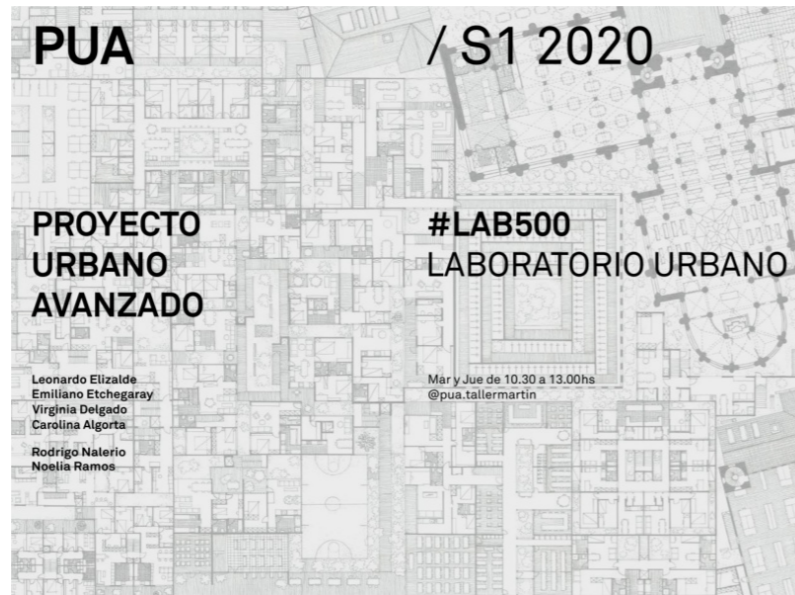 PUA
/ S1 2020
PROYECTO
URBANO
AVANZADO
#LAB500
LABORATORIO URBANO
Leonardo Elizalde
Emiliano Etchegaray
Virginia Delgado
Carolina Algorta
Rodrigo Nalerio
Noelia Ramos
Mar y Jue de 10.30 a 13.00hs
@pua.tallermartin